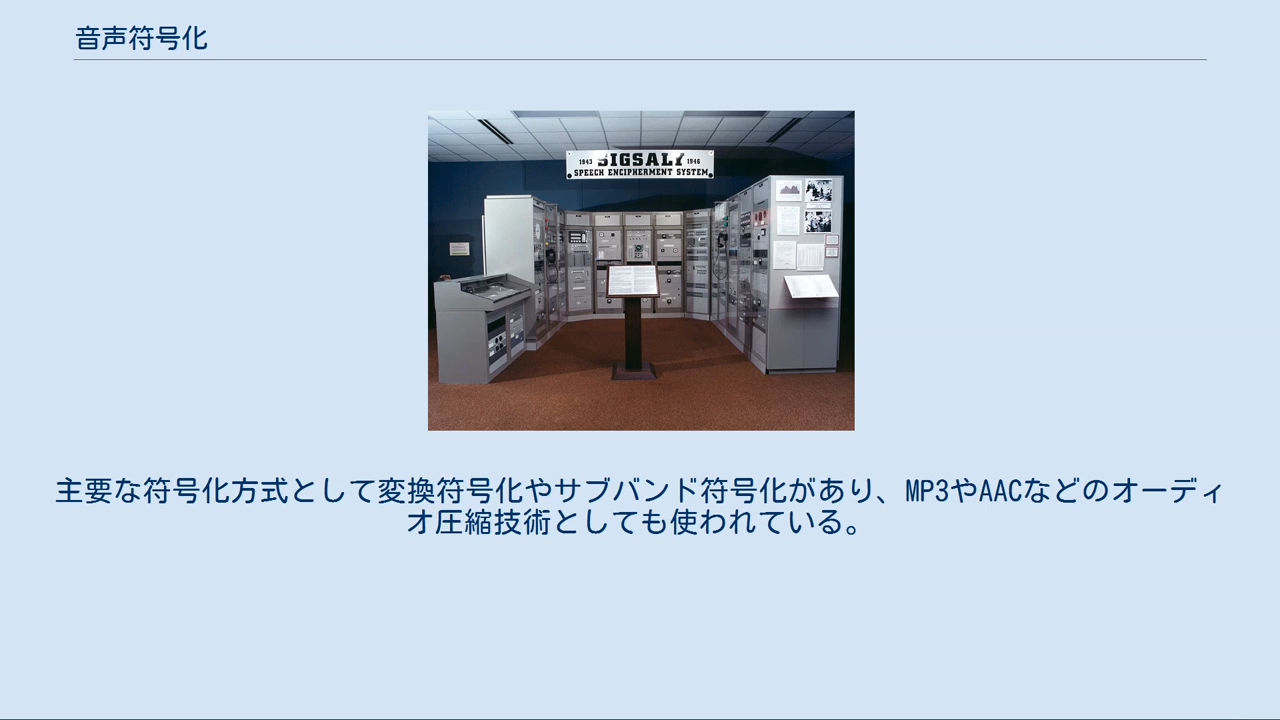 音声符号化
1943 SIGSALY 1946
SPEECH ENCIPHERMENT SYSTEM
主要な符号化方式として変換符号化やサブバンド符号化があり、MP3やAACなどのオーディ
オ圧縮技術としても使われている。